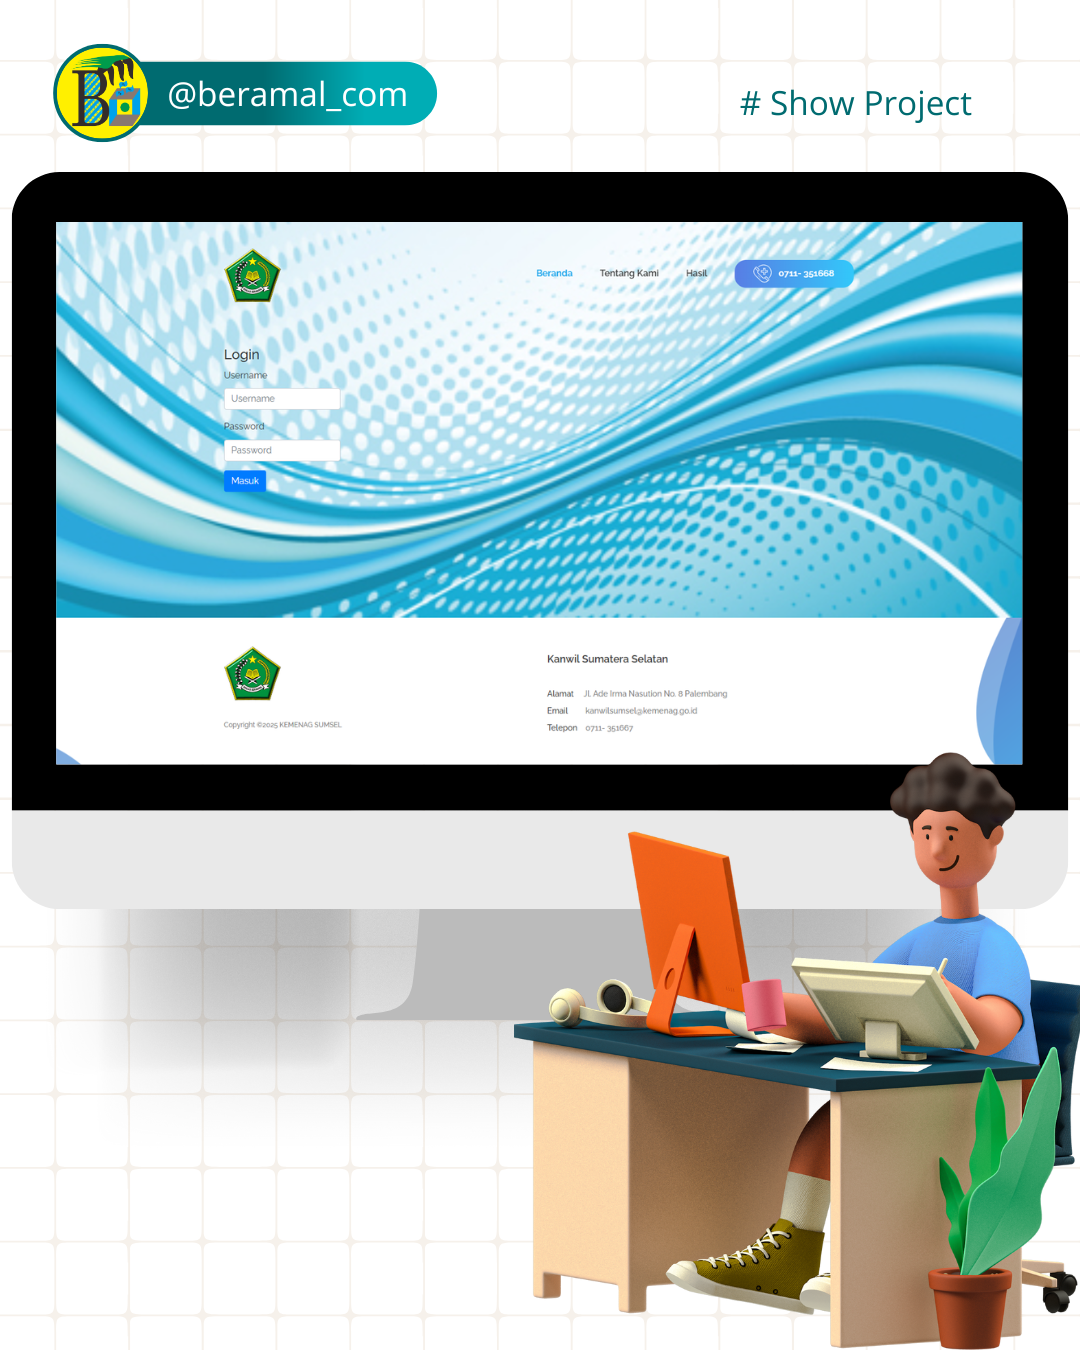 @beramal_com
# Show Project
Beranda Tentang Kami Hasil 0711- 351668
Login
Username
Username
Password
Password
Masuk
Kanwil Sumatera Selatan
Alamat Jl. Ade Irma Nasution No. 8 Palembang
Email kanwilsumsel@kemenag.go.id
Telepon 0711- 351667
Copyright ©2025 KEMENAG SUMSEL